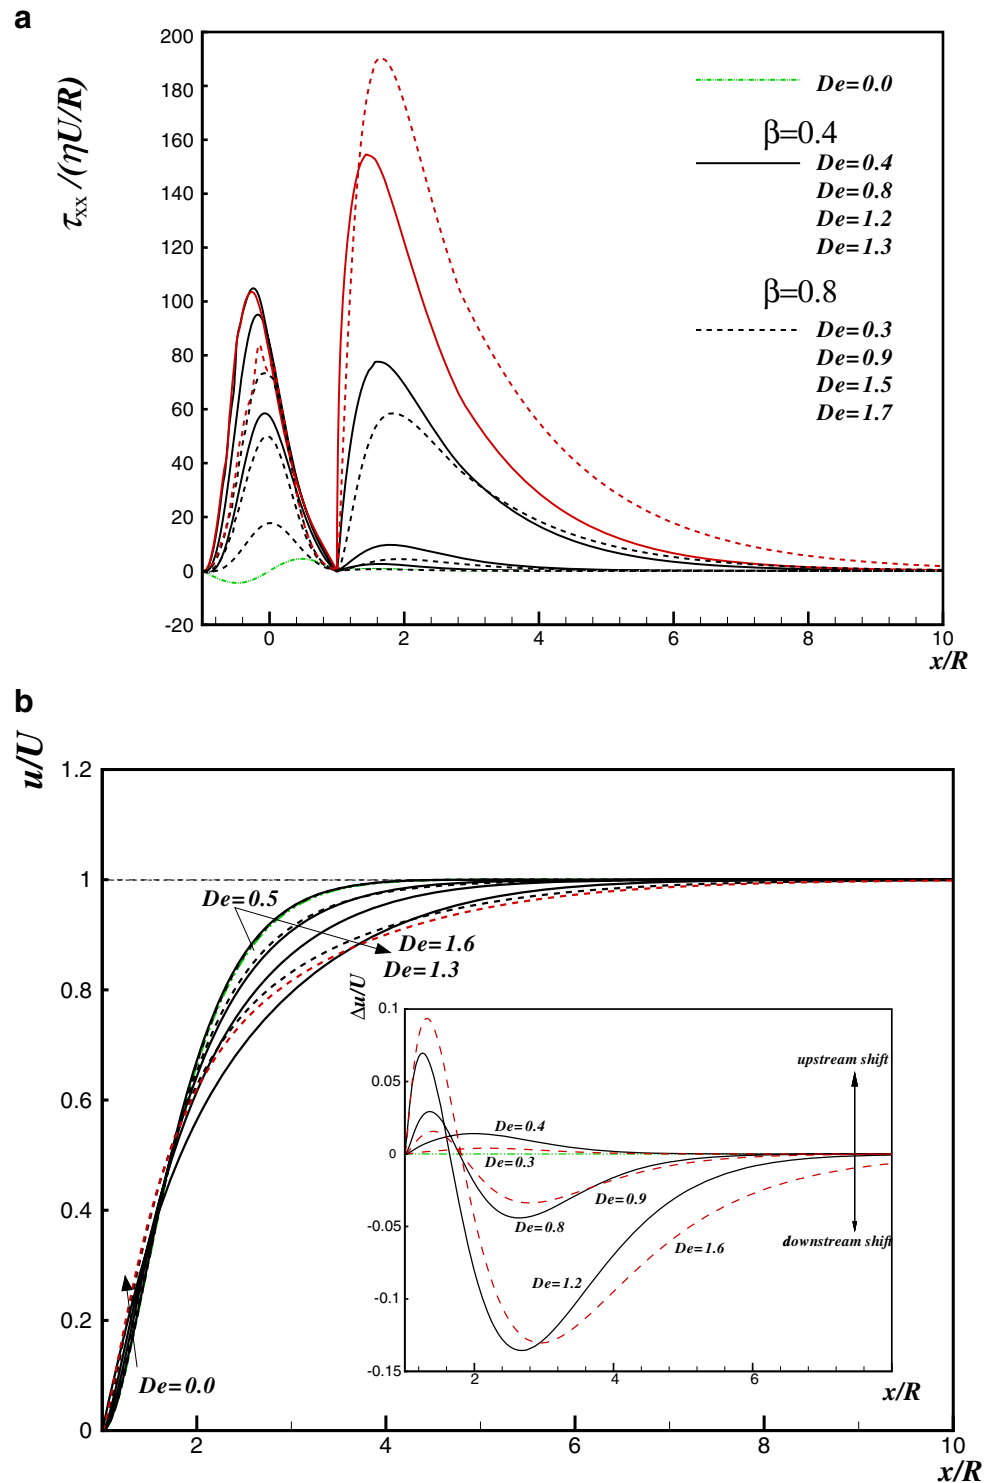 a
200
180
160
140
120
100
80
60
40
20
0
-20
τxx /(ηU/R)
De=0.0
β=0.4
De=0.4
De=0.8
De=1.2
De=1.3
β=0.8
De=0.3
De=0.9
De=1.5
De=1.7
0 2 4 6 8 10
x/R
b
u/U
1.2
1
0.8
0.6
0.4
0.2
0
De=0.5
De=1.6
De=1.3
De=0.0
Δu/U
0.1
0.05
0
-0.05
-0.1
-0.15
upstream shift
De=0.4
De=0.3
De=0.9
De=0.8
De=1.6
De=1.2
downstream shift
2 4 6
x/R
2 4 6 8 10
x/R